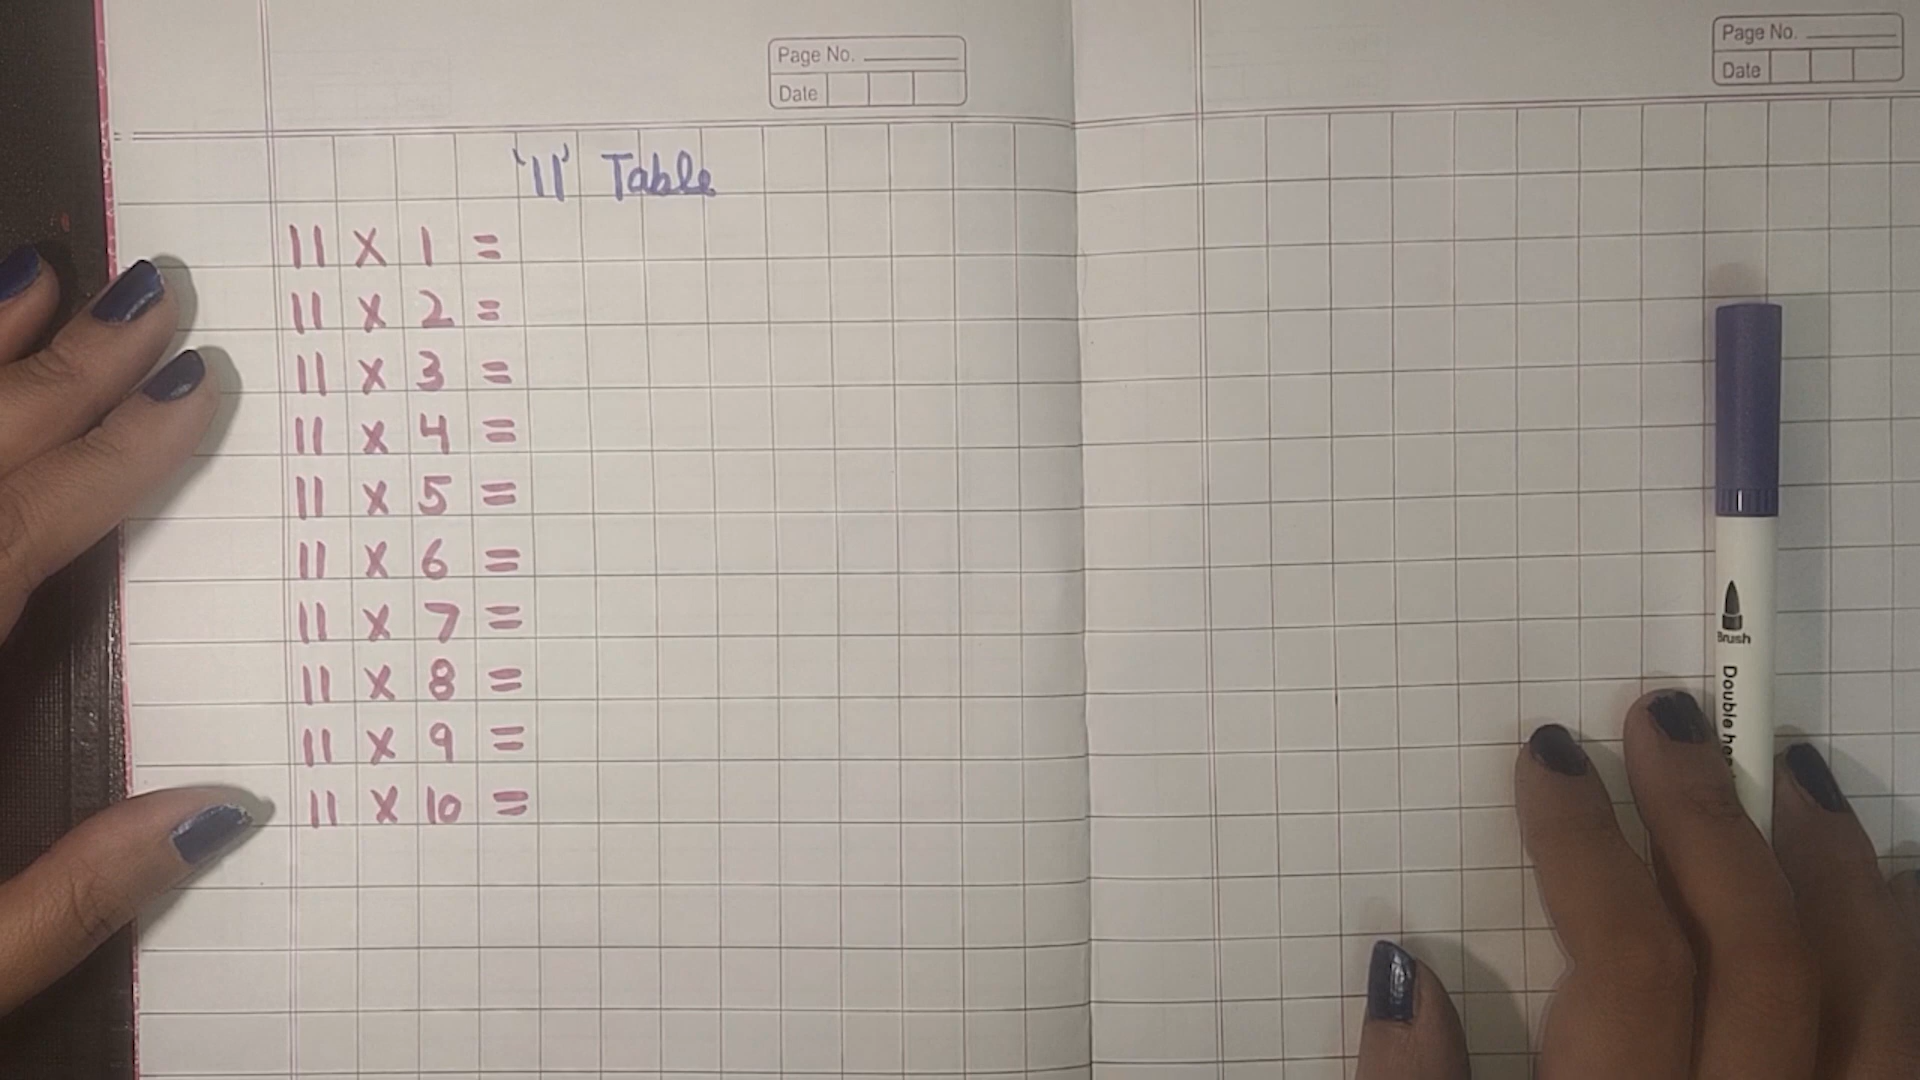 Page No.
Date
Page No.
Date
'11' Table
11 x 1 =
11 x 2 =
11 x 3 =
11 x 4 =
11 x 5 =
11 x 6 =
11 x 7 =
11 x 8 =
11 x 9 =
11 x 10 =
Brush
Double